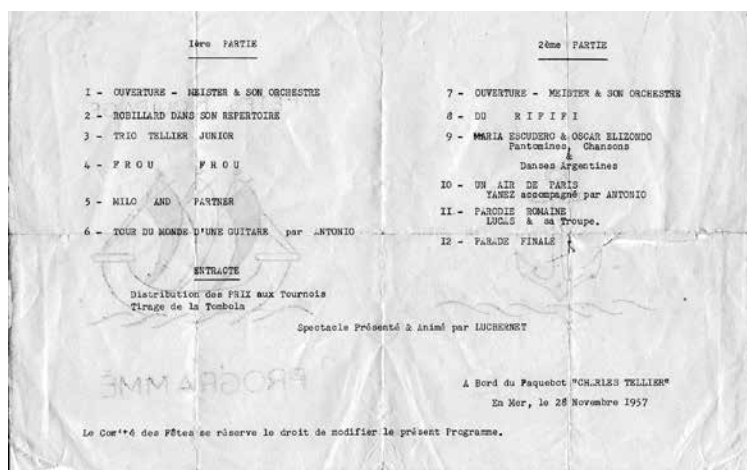 1ère PARTIE
I - OUVERTURE - MEISTER & SON ORCHESTRE
2 - ROBILLARD DANS SON REPERTOIRE
3 - TRIO TELLIER JUNIOR
4 - F R O U F R O U
5 - MILO AND PARTNER
6 - TOUR DU MONDE D'UNE GUITARE par ANTONIO
ENTRACTE
Distribution des PRIX aux Tournois
Tirage de la Tombola
2ème PARTIE
7 - OUVERTURE - MEISTER & SON ORCHESTRE
8 - DU R I F I F I
9 - MARIA ESCUDERO & OSCAR ELIZONDO
Pantomines, Chansons
&
Danses Argentines
IO - UN AIR DE PARIS
YANEZ accompagné par ANTONIO
II - PARODIE ROMAINE
LUCAS & sa Troupe.
I2 - PARADE FINALE
Spectacle Présenté & Animé par LUCBERNET
PROGRAMME
A Bord du Paquebot "CHARLES TELLIER"
En Mer, le 28 Novembre 1957
Le Comité des Fêtes se réserve le droit de modifier le présent Programme.